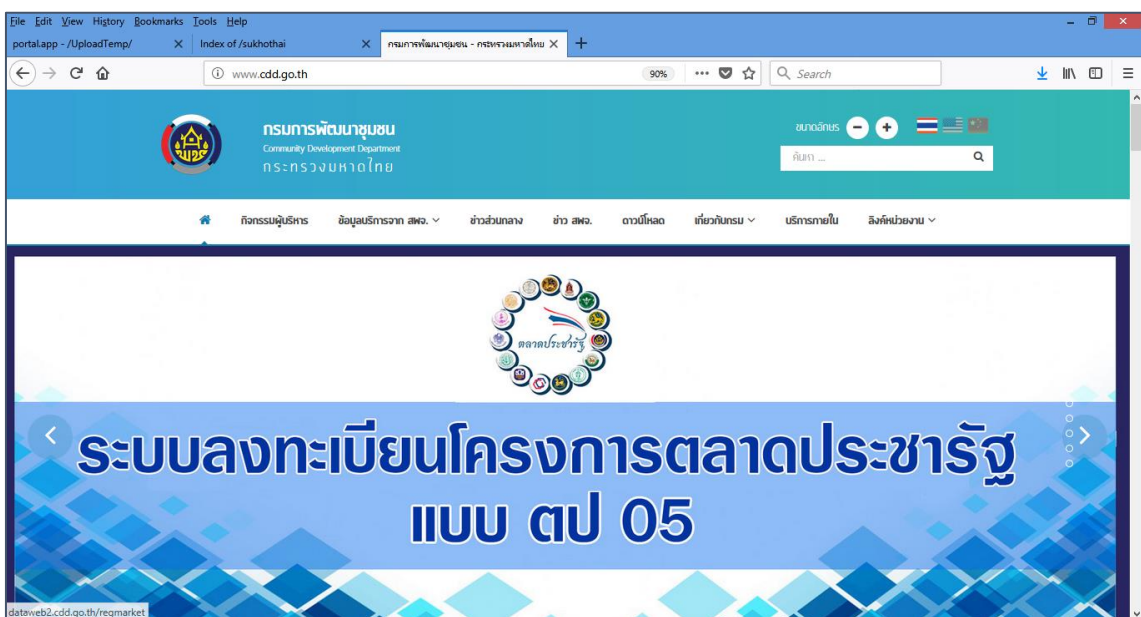 File Edit View History Bookmarks Tools Help
portal.app - /UploadTemp/ Index of /sukhothai กรมการพัฒนาชุมชน - กระทรวงมหาดไทย
www.cdd.go.th 90% Search
กรมการพัฒนาชุมชน
Community Development Department
กระทรวงมหาดไทย
ขนาดอักษร
ค้นหา ...
พช
กิจกรรมผู้บริหาร ข้อมูลบริการจาก สพจ. ข่าวส่วนกลาง ข่าว สพจ. ดาวน์โหลด เกี่ยวกับกรม บริการภายใน ลิงค์หน่วยงาน
ตลาดประชารัฐ
ระบบลงทะเบียนโครงการตลาดประชารัฐ
แบบ ตป 05
dataweb2.cdd.go.th/regmarket